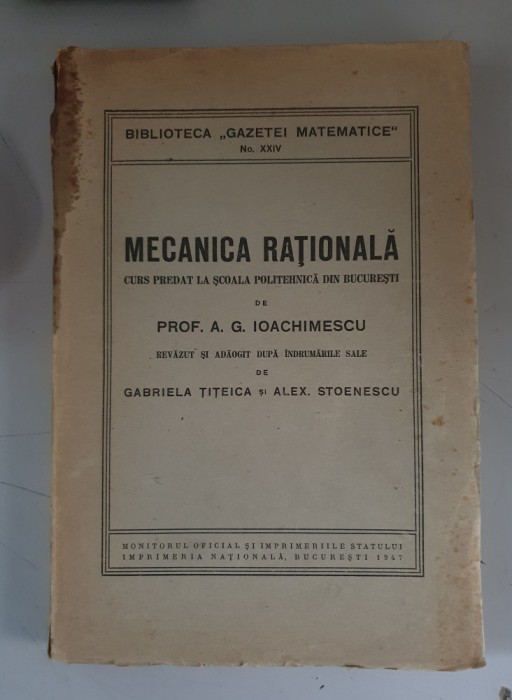 BIBLIOTECA „GAZETEI MATEMATICE"
No. XXIV
MECANICA RAŢIONALĂ
CURS PREDAT LA ŞCOALA POLITEHNICĂ DIN BUCUREŞTI
DE
PROF. A. G. IOACHIMESCU
REVĂZUT ŞI ADĂOGIT DUPĂ ÎNDRUMĂRILE SALE
DE
GABRIELA ŢIŢEICA ŞI ALEX. STOENESCU
MONITORUL OFICIAL ŞI IMPRIMERIILE STATULUI
IMPRIMERIA NAŢIONALĂ, BUCUREŞTI 1947